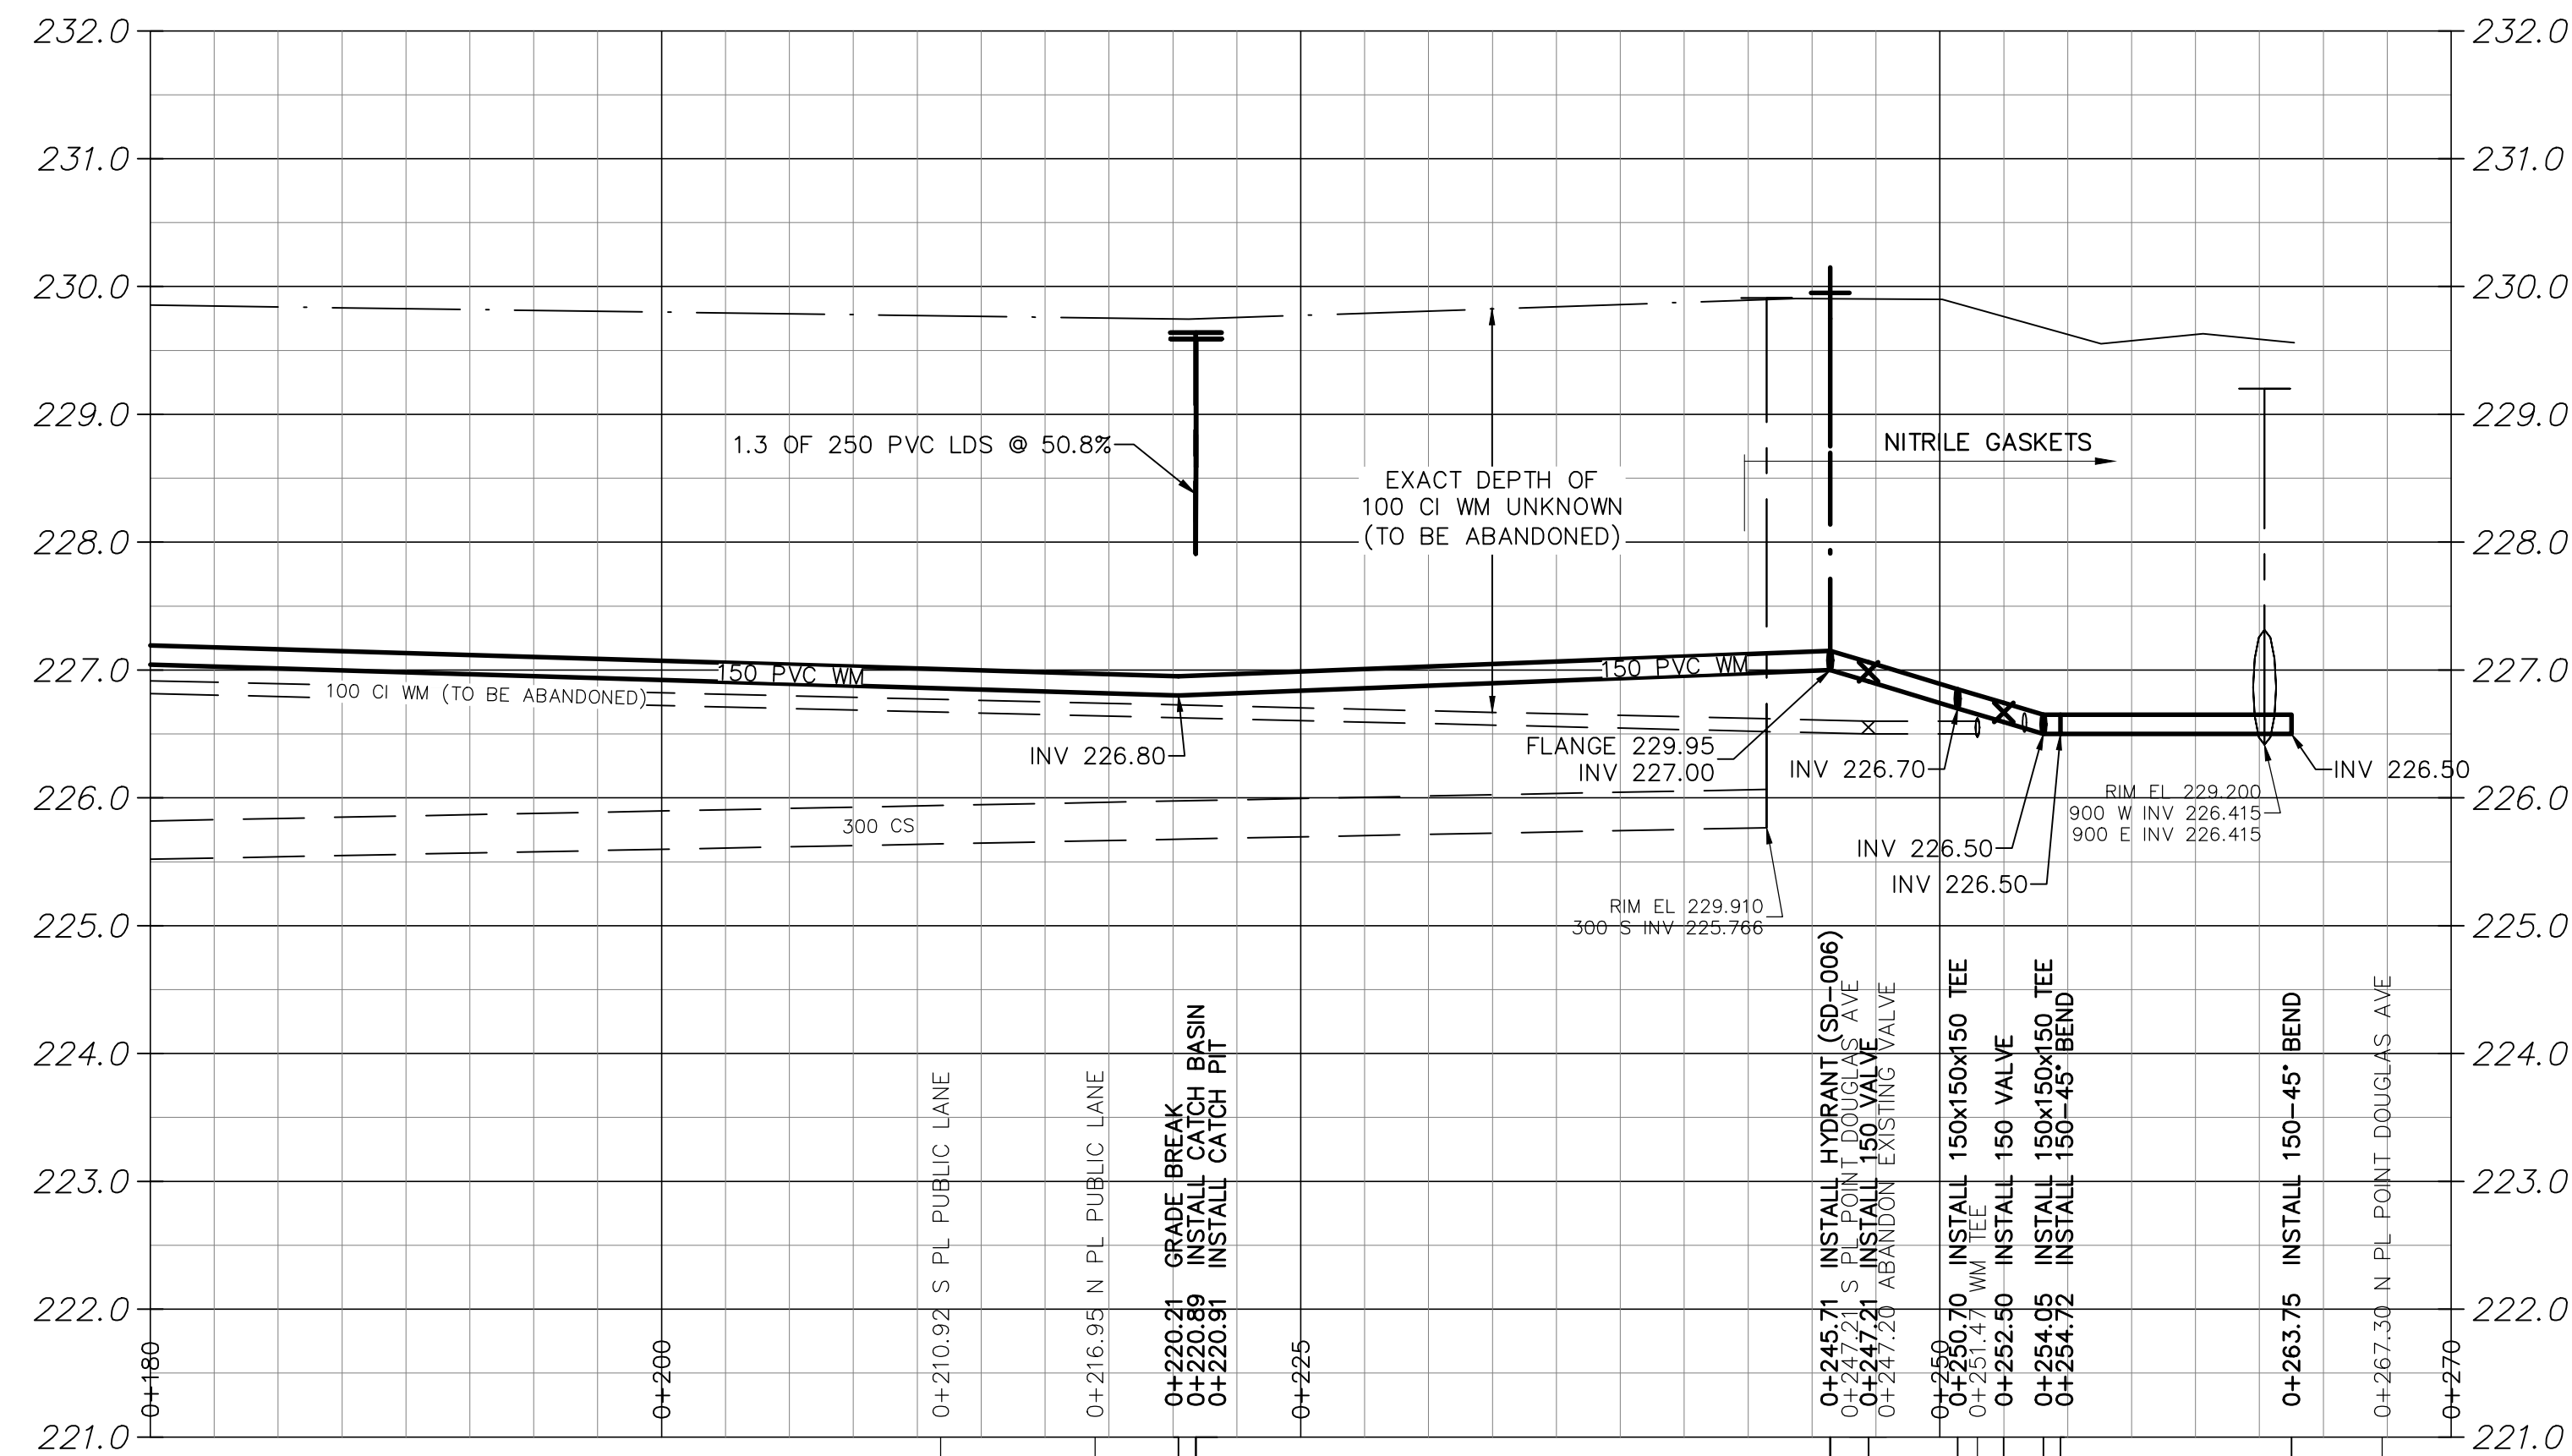 232.0 232.0
231.0 231.0
230.0 230.0
229.0 229.0
1.3 OF 250 PVC LDS @ 50.8%
NITRILE GASKETS
EXACT DEPTH OF
100 CI WM UNKNOWN
(TO BE ABANDONED)
228.0 228.0
227.0 227.0
150 PVC WM
150 PVC WM
100 CI WM (TO BE ABANDONED)
INV 226.80
FLANGE 229.95
INV 227.00
INV 226.70
INV 226.50
RIM EL 229.200
900 W INV 226.415
900 E INV 226.415
226.0 226.0
300 CS
INV 226.50
INV 226.50
RIM EL 229.910
300 S INV 225.766
225.0 225.0
224.0 224.0
223.0 223.0
222.0 222.0
221.0 221.0
0+180
0+200
0+210.92 S PL PUBLIC LANE
0+216.95 N PL PUBLIC LANE
0+220.21 GRADE BREAK
0+220.89 INSTALL CATCH BASIN
0+220.91 INSTALL CATCH PIT
0+225
0+245.71 INSTALL HYDRANT (SD-006)
0+247.21 S PL POINT DOUGLAS AVE
0+247.21 INSTALL 150 VALVE
0+247.20 ABANDON EXISTING VALVE
0+250
0+250.70 INSTALL 150x150x150 TEE
0+251.47 WM TEE
0+252.50 INSTALL 150 VALVE
0+254.05 INSTALL 150x150x150 TEE
0+254.72 INSTALL 150-45° BEND
0+263.75 INSTALL 150-45° BEND
0+267.30 N PL POINT DOUGLAS AVE
0+270